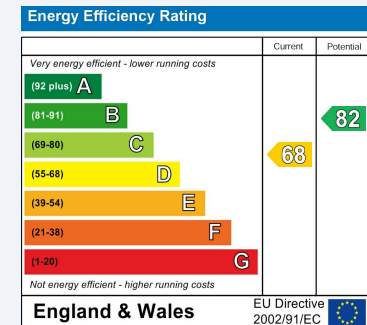 Energy Efficiency Rating
Current Potential
Very energy efficient - lower running costs
(92 plus) A
(81-91) B
82
(69-80) C
68
(55-68) D
(39-54) E
(21-38) F
(1-20) G
Not energy efficient - higher running costs
England & Wales
EU Directive
2002/91/EC